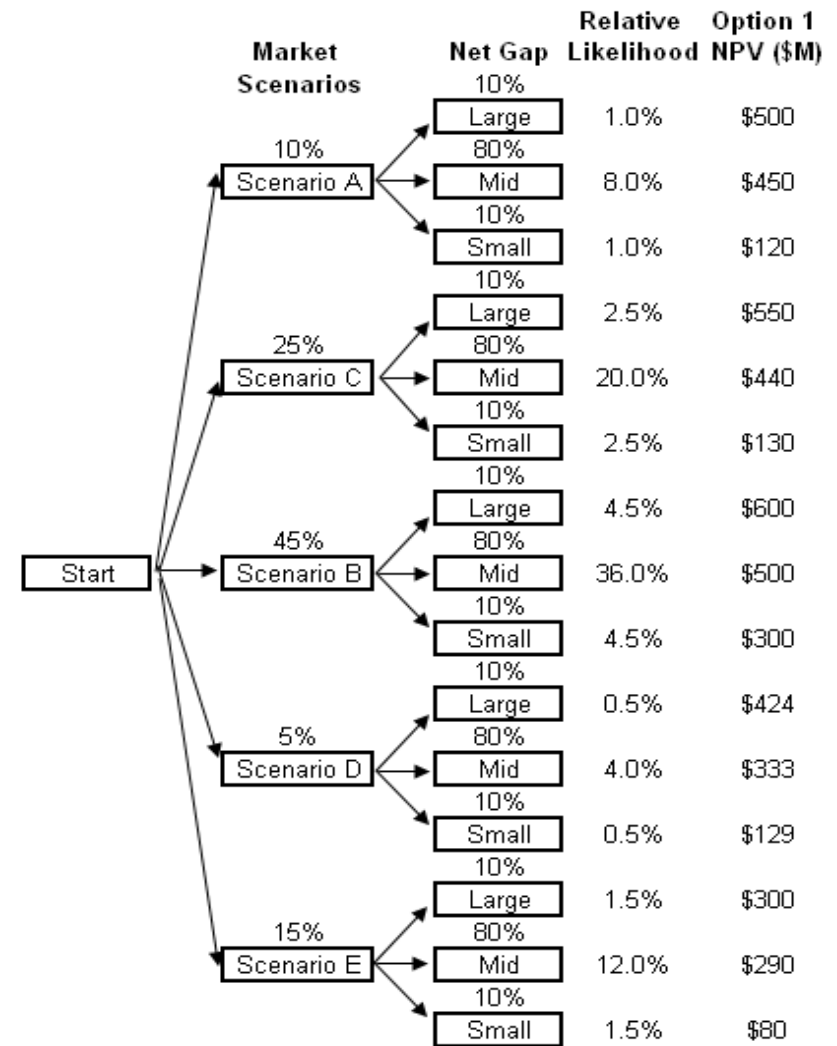 Relative Option 1
Market Net Gap Likelihood NPV ($M)
Scenarios 10%
Large 1.0% $500
10% 80%
Scenario A Mid 8.0% $450
10%
Small 1.0% $120
10%
Large 2.5% $550
25% 80%
Scenario C Mid 20.0% $440
10%
Small 2.5% $130
10%
Large 4.5% $600
45% 80%
Start Scenario B Mid 36.0% $500
10%
Small 4.5% $300
10%
Large 0.5% $424
5% 80%
Scenario D Mid 4.0% $333
10%
Small 0.5% $129
10%
Large 1.5% $300
15% 80%
Scenario E Mid 12.0% $290
10%
Small 1.5% $80